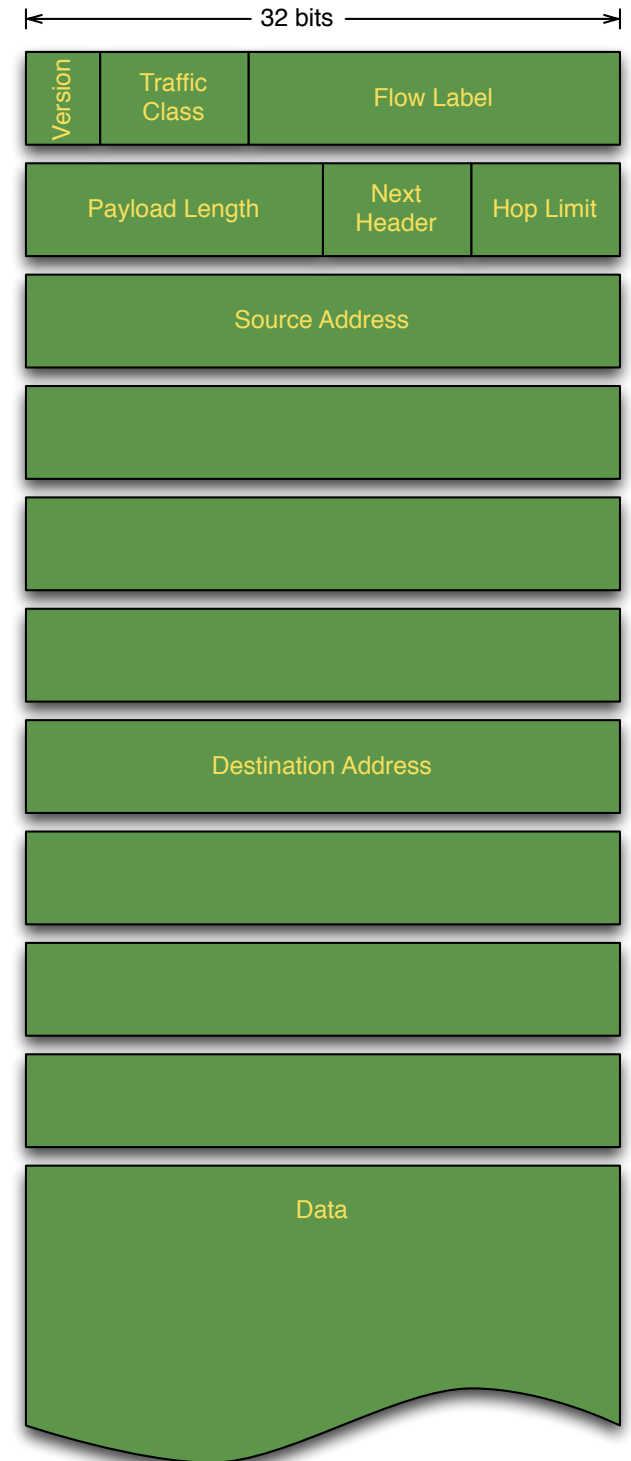 32 bits
Version
Traffic
Class
Flow Label
Payload Length
Next
Header
Hop Limit
Source Address
Destination Address
Data